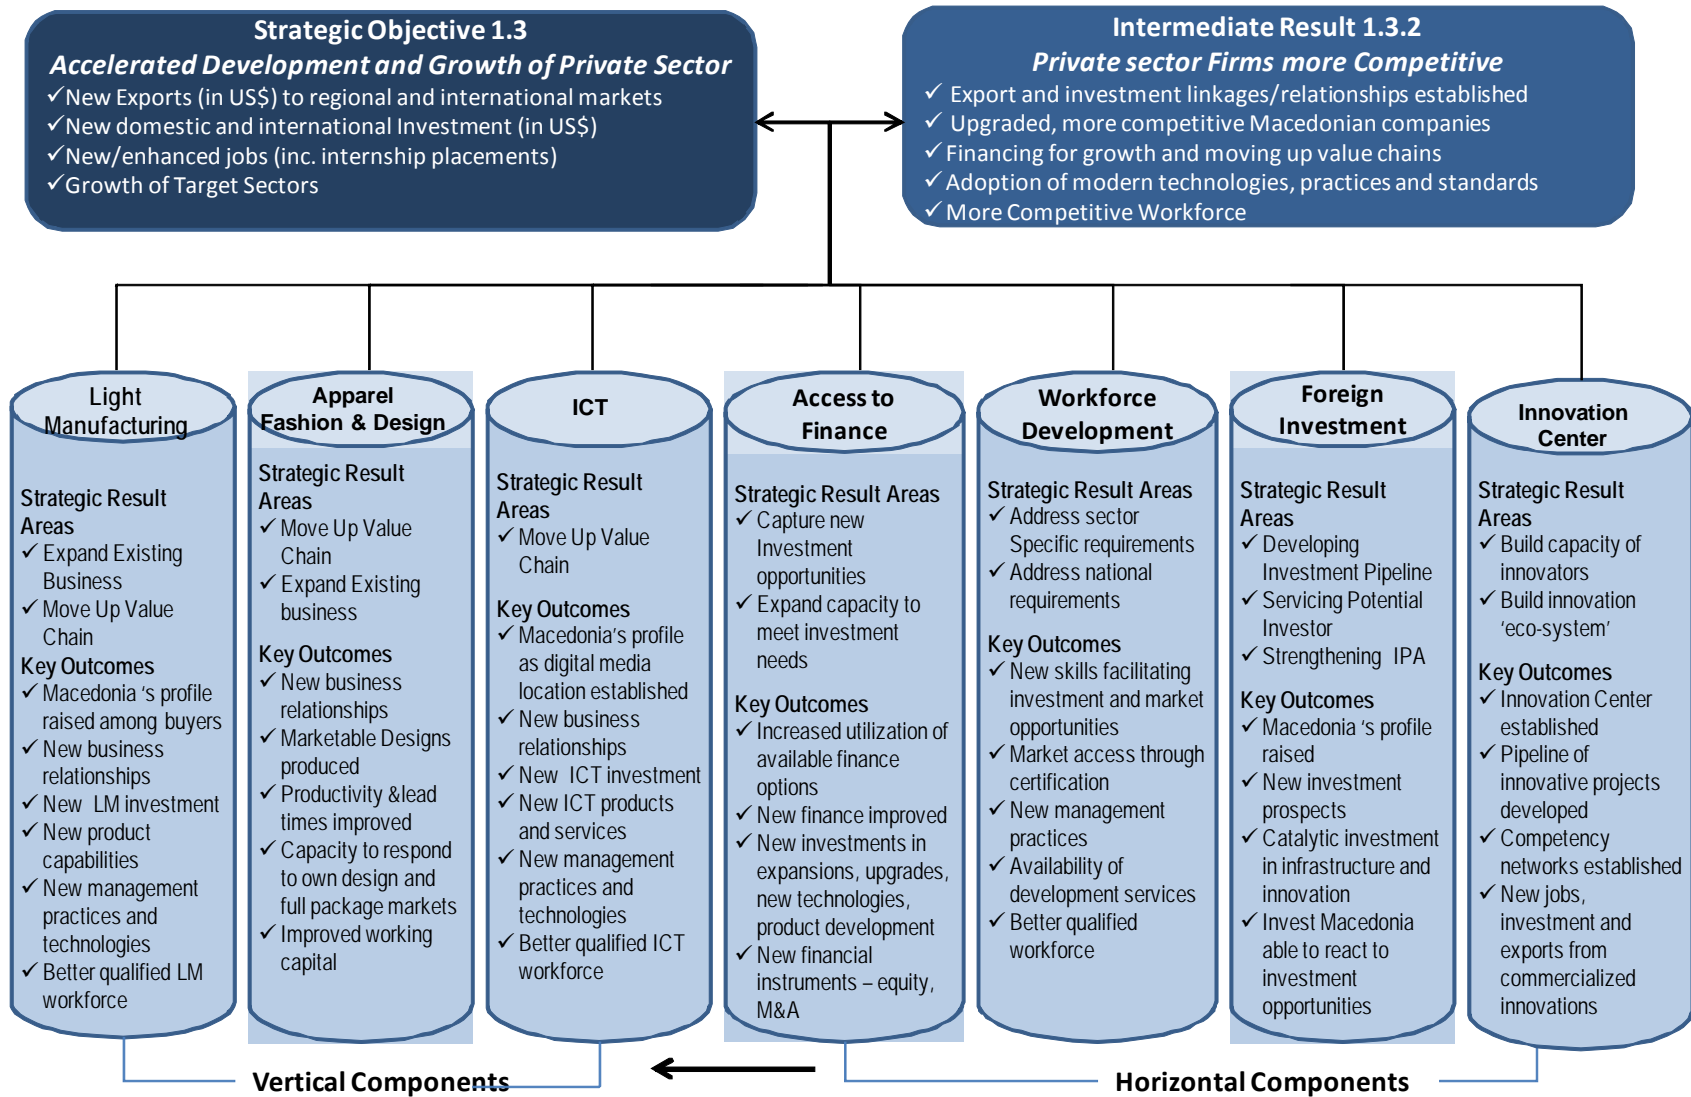 Strategic Objective 1.3
Accelerated Development and Growth of Private Sector
✓New Exports (in US$) to regional and international markets
✓New domestic and international Investment (in US$)
✓New/enhanced jobs (inc. internship placements)
✓Growth of Target Sectors
Intermediate Result 1.3.2
Private sector Firms more Competitive
✓ Export and investment linkages/relationships established
✓ Upgraded, more competitive Macedonian companies
✓ Financing for growth and moving up value chains
✓ Adoption of modern technologies, practices and standards
✓ More Competitive Workforce
Light
Manufacturing
Strategic Result
Areas
✓ Expand Existing
Business
✓ Move Up Value
Chain
Key Outcomes
✓ Macedonia 's profile
raised among buyers
✓ New business
relationships
✓ New LM investment
✓ New product
capabilities
✓ New management
practices and
technologies
✓ Better qualified LM
workforce
Apparel
Fashion & Design
Strategic Result
Areas
✓ Move Up Value
Chain
✓ Expand Existing
business
Key Outcomes
✓ New business
relationships
✓ Marketable Designs
produced
✓ Productivity &lead
times improved
✓ Capacity to respond
to own design and
full package markets
✓ Improved working
capital
ICT
Strategic Result
Areas
✓ Move Up Value
Chain
Key Outcomes
✓ Macedonia's profile
as digital media
location established
✓ New business
relationships
✓ New ICT investment
✓ New ICT products
and services
✓ New management
practices and
technologies
✓ Better qualified ICT
workforce
Access to
Finance
Strategic Result Areas
✓ Capture new
Investment
opportunities
✓ Expand capacity to
meet investment
needs
Key Outcomes
✓ Increased utilization of
available finance
options
✓ New finance improved
✓ New investments in
expansions, upgrades,
new technologies,
product development
✓ New financial
instruments – equity,
M&A
Workforce
Development
Strategic Result Areas
✓ Address sector
Specific requirements
✓ Address national
requirements
Key Outcomes
✓ New skills facilitating
investment and market
opportunities
✓ Market access through
certification
✓ New management
practices
✓ Availability of
development services
✓ Better qualified
workforce
Foreign
Investment
Strategic Result
Areas
✓ Developing
Investment Pipeline
✓ Servicing Potential
Investor
✓ Strengthening IPA
Key Outcomes
✓ Macedonia 's profile
raised
✓ New investment
prospects
✓ Catalytic investment
in infrastructure and
innovation
✓ Invest Macedonia
able to react to
investment
opportunities
Innovation
Center
Strategic Result
Areas
✓ Build capacity of
innovators
✓ Build innovation
'eco-system'
Key Outcomes
✓ Innovation Center
established
✓ Pipeline of
innovative projects
developed
✓ Competency
networks established
✓ New jobs,
investment and
exports from
commercialized
innovations
Vertical Components
Horizontal Components